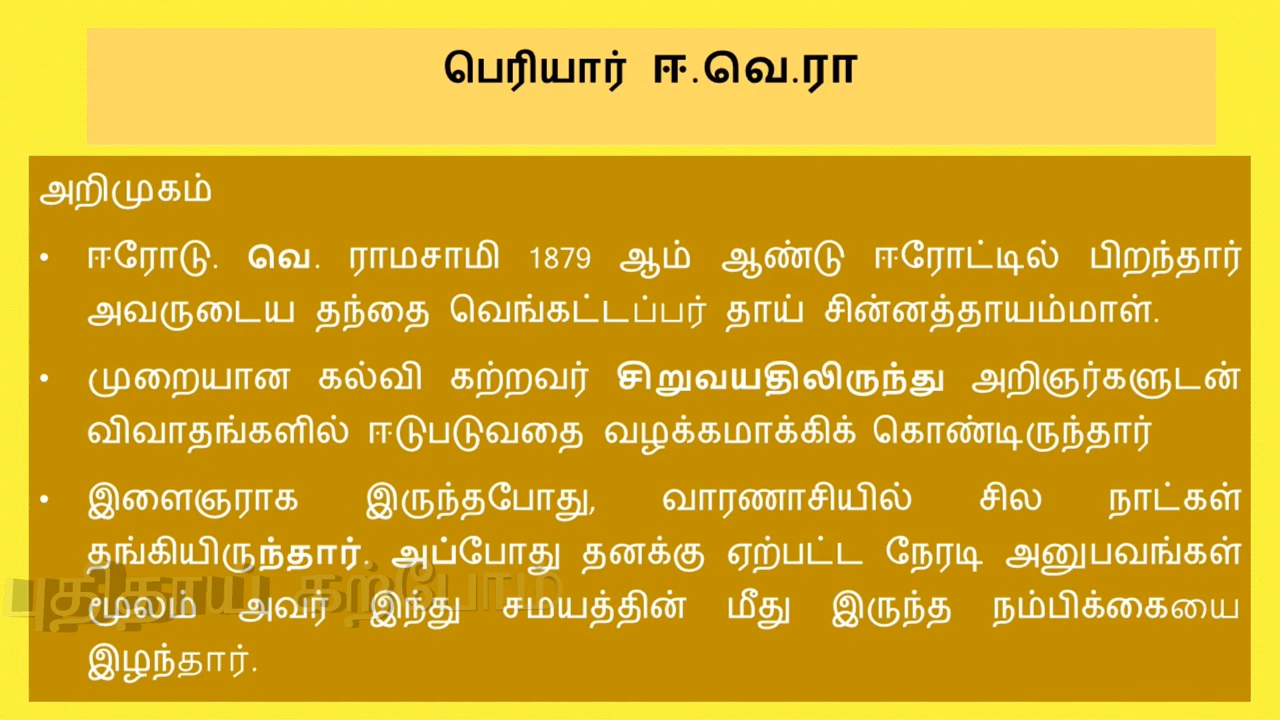 பெரியார் ஈ.வெ.ரா
அறிமுகம்
• ஈரோடு. வெ. ராமசாமி 1879 ஆம் ஆண்டு ஈரோட்டில் பிறந்தார்
அவருடைய தந்தை வெங்கட்டப்பர் தாய் சின்னத்தாயம்மாள்.
• முறையான கல்வி கற்றவர் சிறுவயதிலிருந்து அறிஞர்களுடன்
விவாதங்களில் ஈடுபடுவதை வழக்கமாக்கிக் கொண்டிருந்தார்
• இளைஞராக இருந்தபோது, வாரணாசியில் சில நாட்கள்
தங்கியிருந்தார். அப்போது தனக்கு ஏற்பட்ட நேரடி அனுபவங்கள்
புதிதாய் கற்போம்
மூலம் அவர் இந்து சமயத்தின் மீது இருந்த நம்பிக்கையை
இழந்தார்.